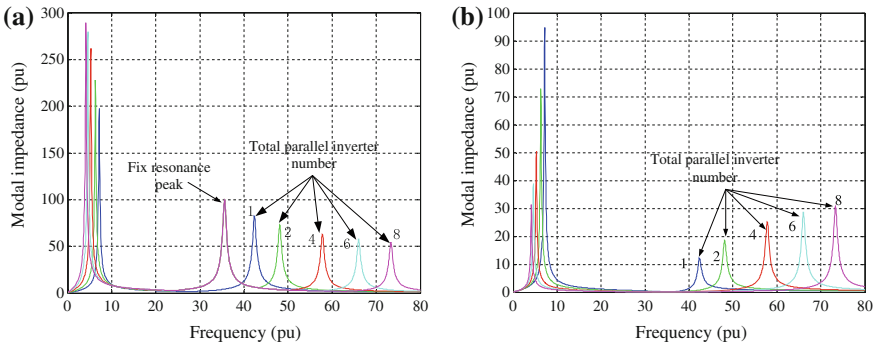 (a)
300
250
200
150
100
50
0
Modal impedance (pu)
Fix resonance
peak
Total parallel inverter
number
1
2
4
6
8
0 10 20 30 40 50 60 70 80
Frequency (pu)
(b)
100
90
80
70
60
50
40
30
20
10
0
Modal impedance (pu)
Total parallel inverter
number
1
2
4
6
8
0 10 20 30 40 50 60 70 80
Frequency (pu)